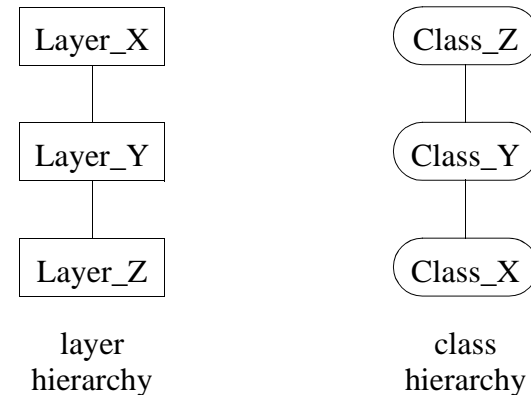 Layer_X
Layer_Y
Layer_Z
layer
hierarchy
Class_Z
Class_Y
Class_X
class
hierarchy